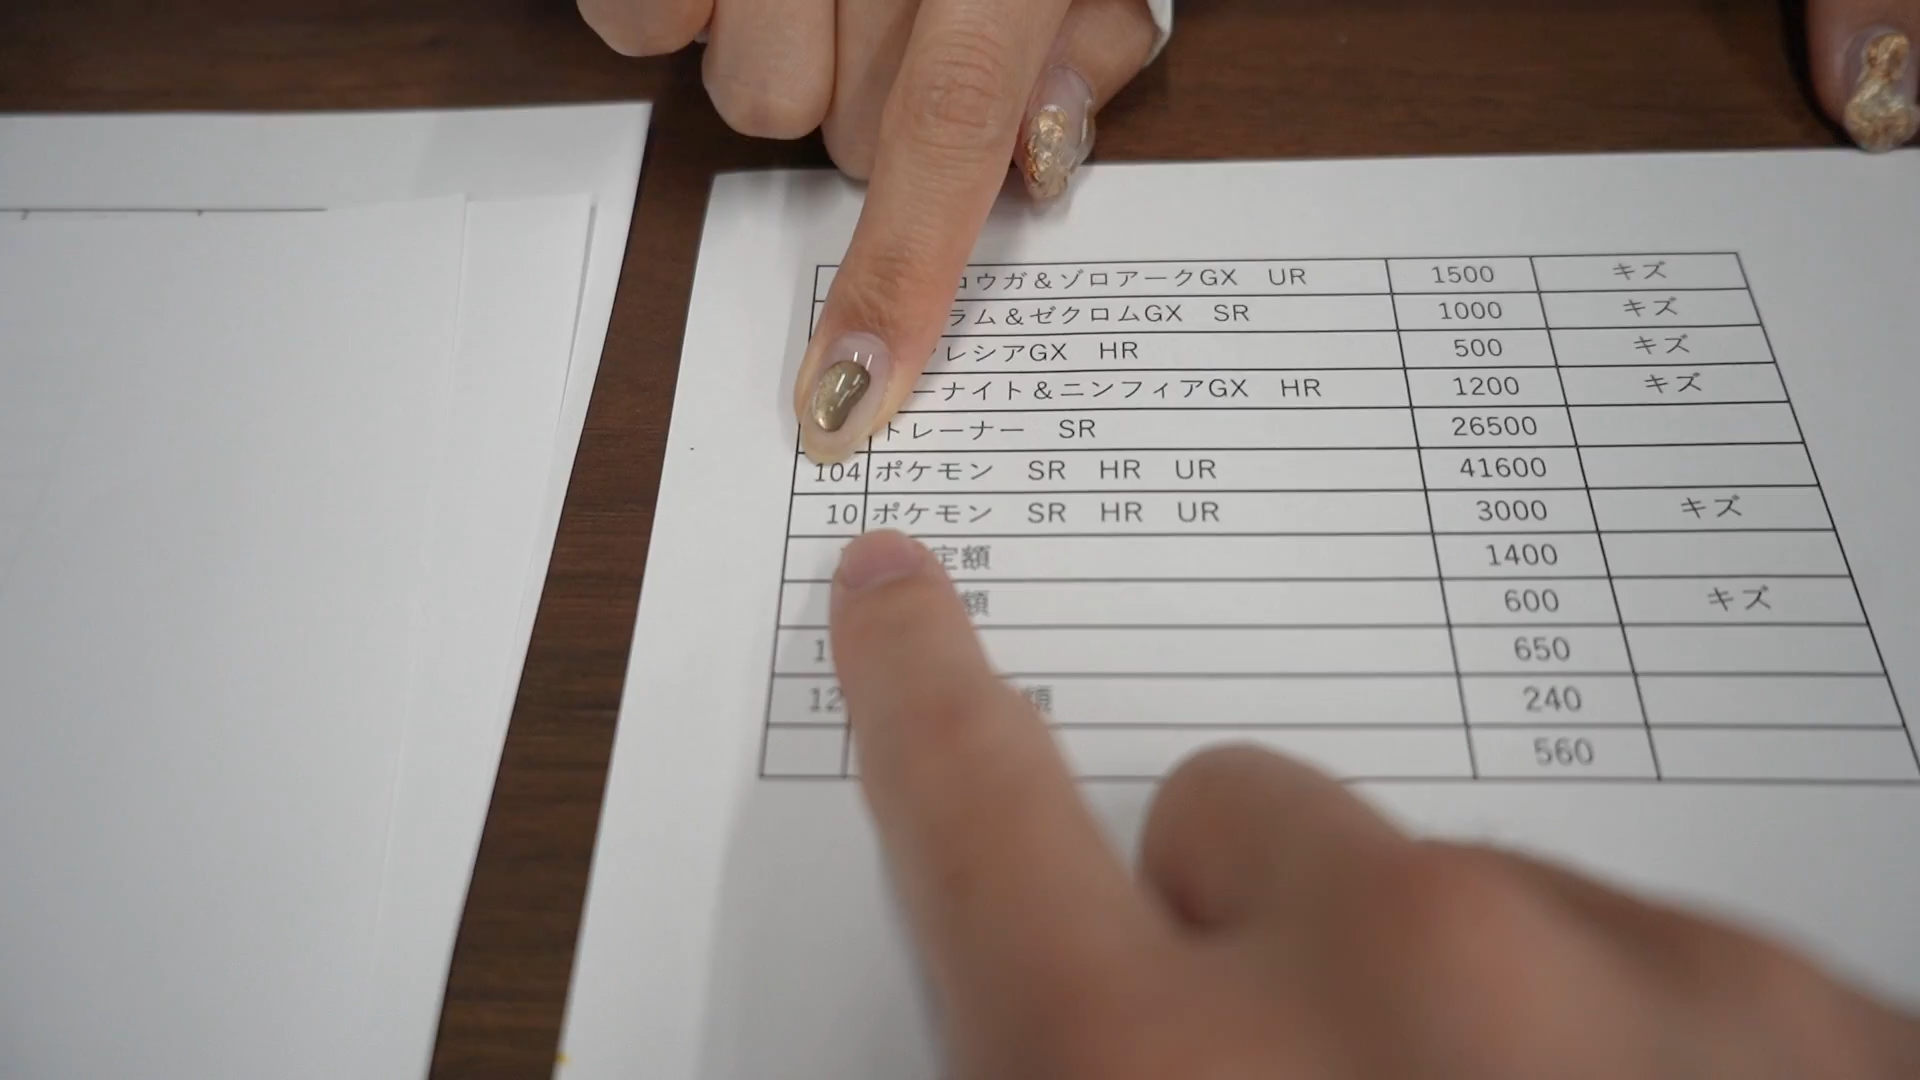 ロウガ＆ゾロアークGX UR 1500 キズ
ラム＆ゼクロムGX SR 1000 キズ
レシアGX HR 500 キズ
ーナイト＆ニンフィアGX HR 1200 キズ
トレーナー SR 26500
104 ポケモン SR HR UR 41600
10 ポケモン SR HR UR 3000 キズ
定額 1400
額 600 キズ
650
12 額 240
560